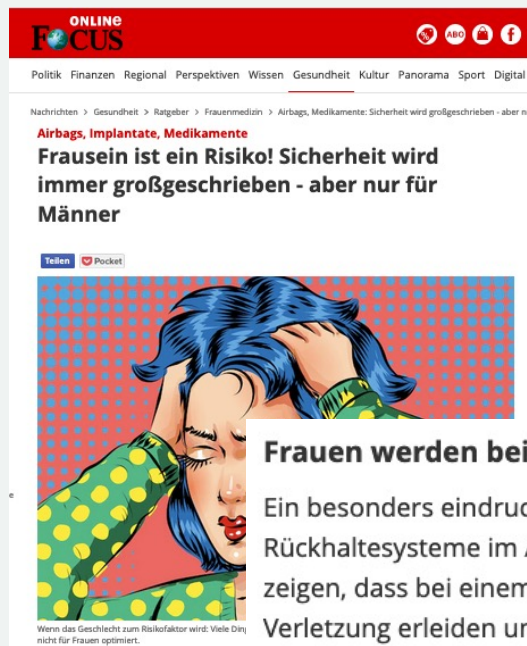 FOCUS ONLINE
ABO
Politik Finanzen Regional Perspektiven Wissen Gesundheit Kultur Panorama Sport Digital
Nachrichten > Gesundheit > Ratgeber > Frauenmedizin > Airbags, Medikamente: Sicherheit wird großgeschrieben - aber
Airbags, Implantate, Medikamente
Frausein ist ein Risiko! Sicherheit wird
immer großgeschrieben - aber nur für
Männer
Teilen Pocket
Frauen werden bei
Ein besonders
Rückhaltesysteme im
zeigen, dass bei einem
Verletzung erleiden
Wenn das Geschlecht zum Risikofaktor wird: Viele
nicht für Frauen optimiert.